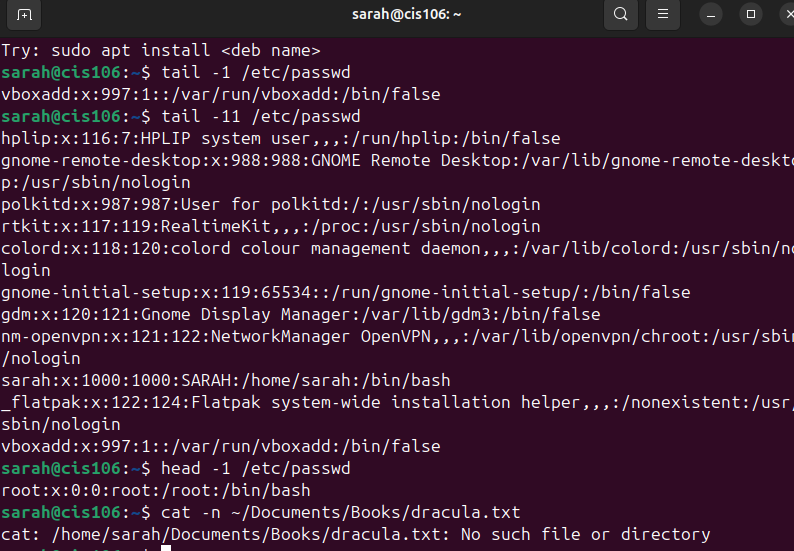 sarah@cis106: ~
Try: sudo apt install <deb name>
sarah@cis106:~$ tail -1 /etc/passwd
vboxadd:x:997:1::/var/run/vboxadd:/bin/false
sarah@cis106:~$ tail -11 /etc/passwd
hplip:x:116:7:HPLIP system user,,,:/run/hplip:/bin/false
gnome-remote-desktop:x:988:988:GNOME Remote Desktop:/var/lib/gnome-remote-deskto
p:/usr/sbin/nologin
polkitd:x:987:987:User for polkitd:/:/usr/sbin/nologin
rtkit:x:117:119:RealtimeKit,,,:/proc:/usr/sbin/nologin
colord:x:118:120:colord colour management daemon,,,:/var/lib/colord:/usr/sbin/no
login
gnome-initial-setup:x:119:65534::/run/gnome-initial-setup/:/bin/false
gdm:x:120:121:Gnome Display Manager:/var/lib/gdm3:/bin/false
nm-openvpn:x:121:122:NetworkManager OpenVPN,,,:/var/lib/openvpn/chroot:/usr/sbin
/nologin
sarah:x:1000:1000:SARAH:/home/sarah:/bin/bash
_flatpak:x:122:124:Flatpak system-wide installation helper,,,:/nonexistent:/usr/
sbin/nologin
vboxadd:x:997:1::/var/run/vboxadd:/bin/false
sarah@cis106:~$ head -1 /etc/passwd
root:x:0:0:root:/root:/bin/bash
sarah@cis106:~$ cat -n ~/Documents/Books/dracula.txt
cat: /home/sarah/Documents/Books/dracula.txt: No such file or directory